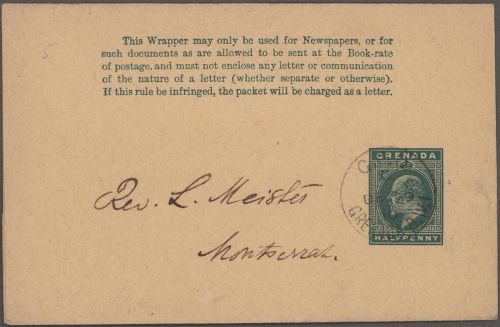 This Wrapper may only be used for Newspapers, or for
such documents as are allowed to be sent at the Book-rate
of postage, and must not enclose any letter or communication
of the nature of a letter (whether separate or otherwise).
If this rule be infringed, the packet will be charged as a letter.
GRENADA
HALFPENNY
Rev. L. Meister
Montserrat.